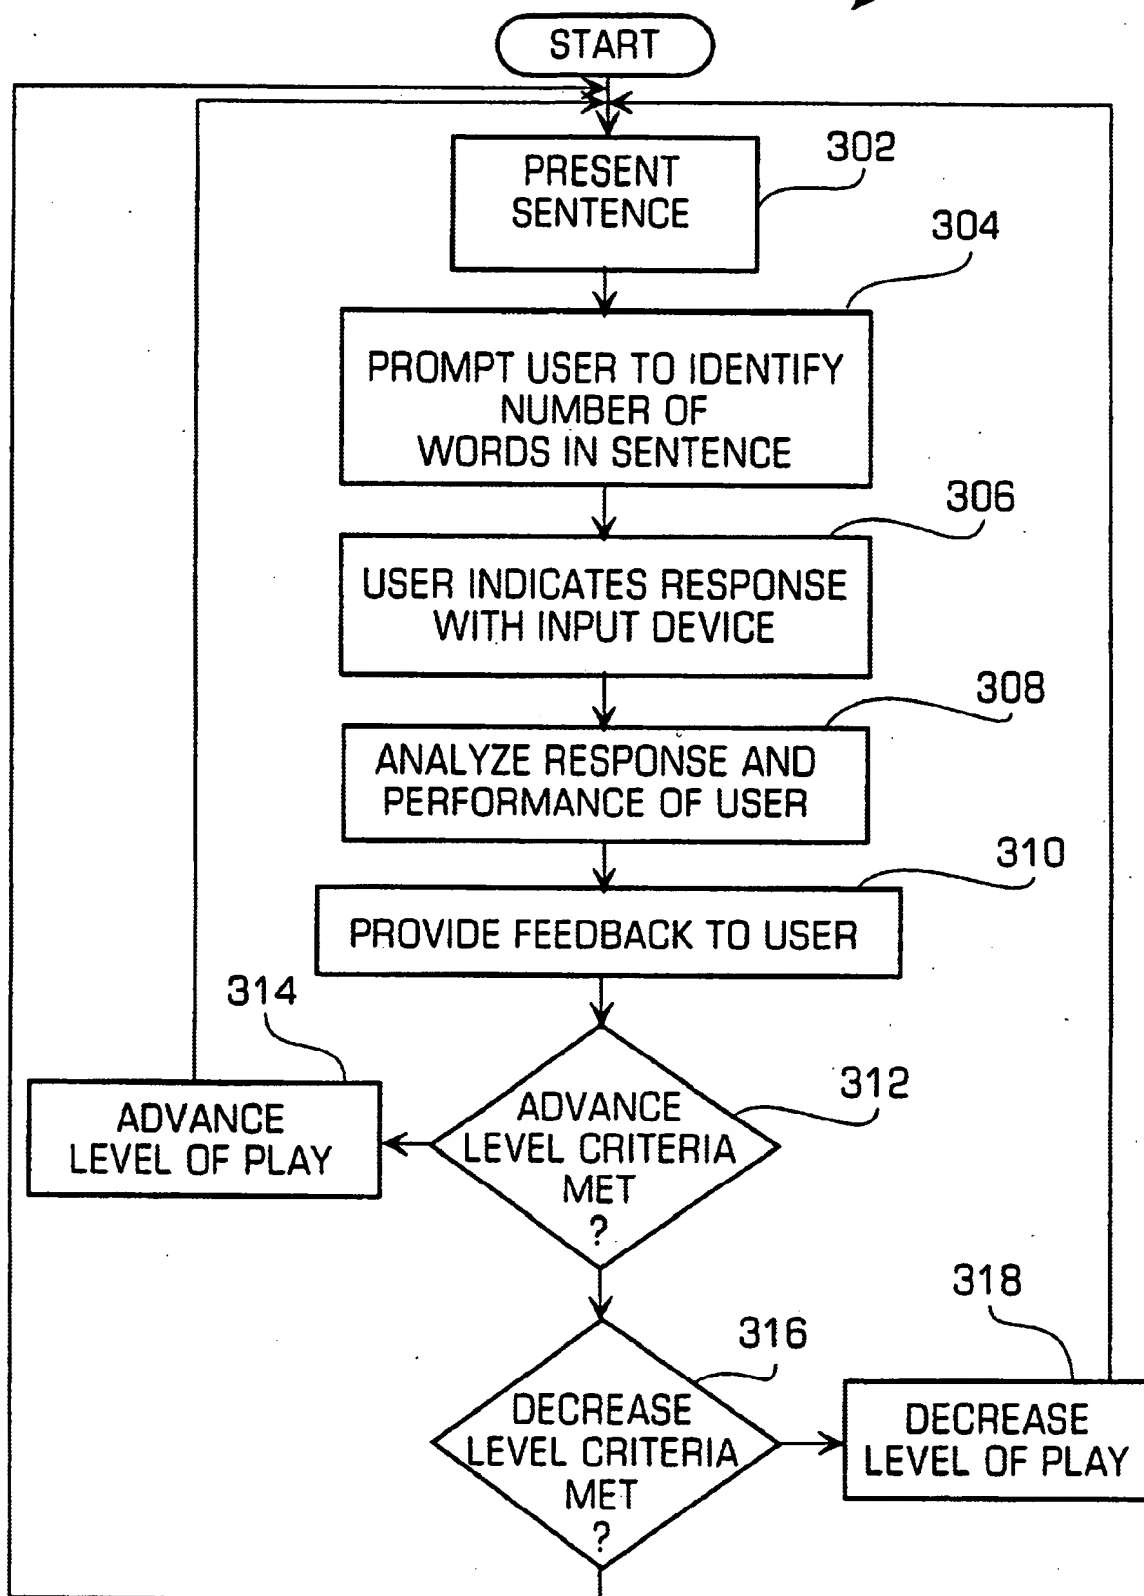 START
302
PRESENT
SENTENCE
304
PROMPT USER TO IDENTIFY
NUMBER OF
WORDS IN SENTENCE
306
USER INDICATES RESPONSE
WITH INPUT DEVICE
308
ANALYZE RESPONSE AND
PERFORMANCE OF USER
310
PROVIDE FEEDBACK TO USER
314
ADVANCE
LEVEL OF PLAY
312
ADVANCE
LEVEL CRITERIA
MET
?
316
DECREASE
LEVEL CRITERIA
MET
?
318
DECREASE
LEVEL OF PLAY